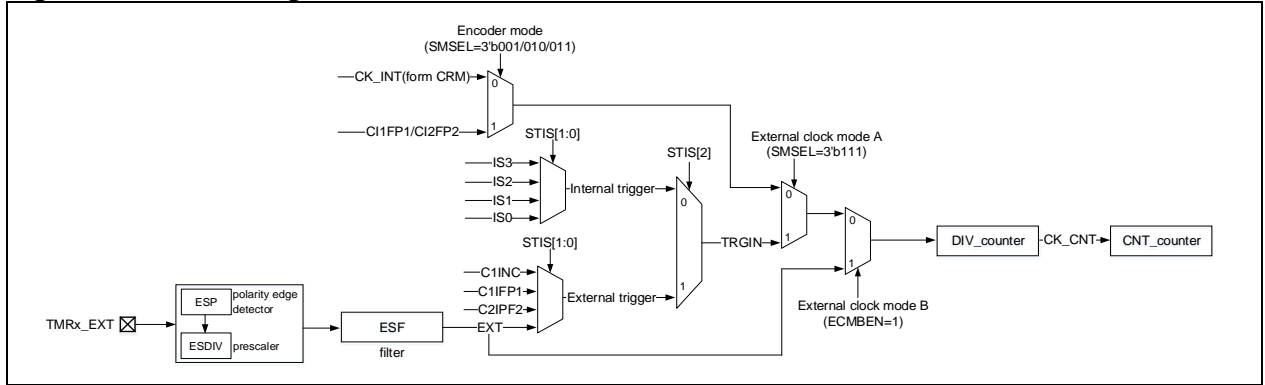 Encoder mode
(SMSEL=3'b001/010/011)
CK_INT(form CRM)
0
CI1FP1/CI2FP2
1
STIS[1:0]
External clock mode A
(SMSEL=3'b111)
STIS[2]
IS3
IS2
IS1
IS0
Internal trigger
0
0
0
TRGIN
1
DIV_counter
CK_CNT
CNT_counter
STIS[1:0]
C1INC
C1IFP1
C2IPF2
EXT
External trigger
1
1
External clock mode B
(ECMBEN=1)
TMRx_EXT
ESP
polarity edge
detector
ESDIV
prescaler
ESF
filter